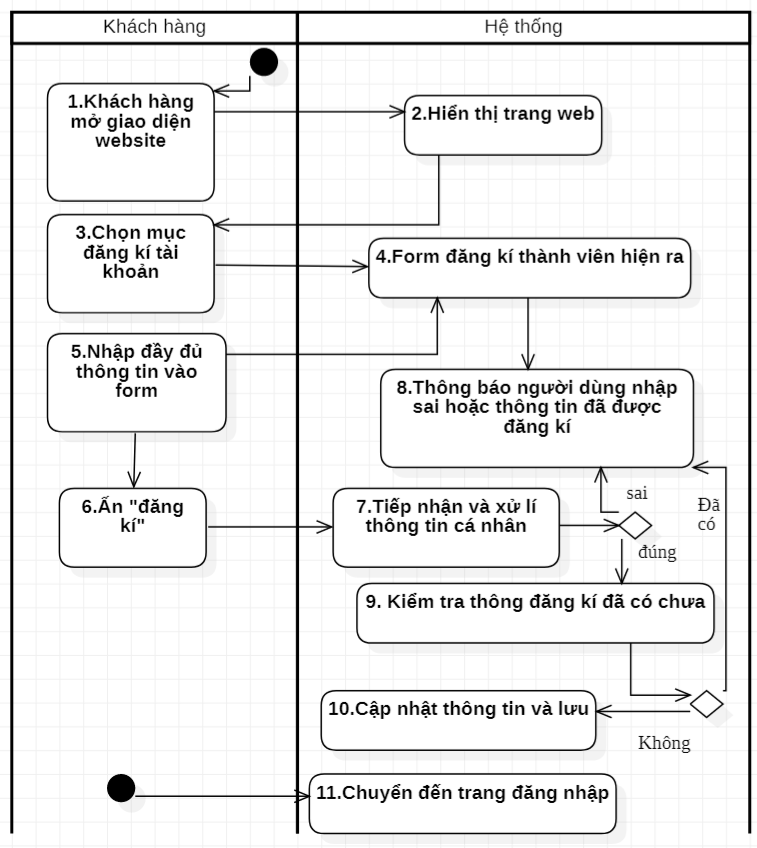 Khách hàng
Hệ thống
1.Khách hàng
mở giao diện
website
2.Hiển thị trang web
3.Chọn mục
đăng kí tài
khoản
4.Form đăng kí thành viên hiện ra
5.Nhập đầy đủ
thông tin vào
form
8.Thông báo người dùng nhập
sai hoặc thông tin đã được
đăng kí
6.Ấn "đăng
kí"
7.Tiếp nhận và xử lí
thông tin cá nhân
sai
Đã
có
đúng
9. Kiểm tra thông đăng kí đã có chưa
10.Cập nhật thông tin và lưu
Không
11.Chuyển đến trang đăng nhập